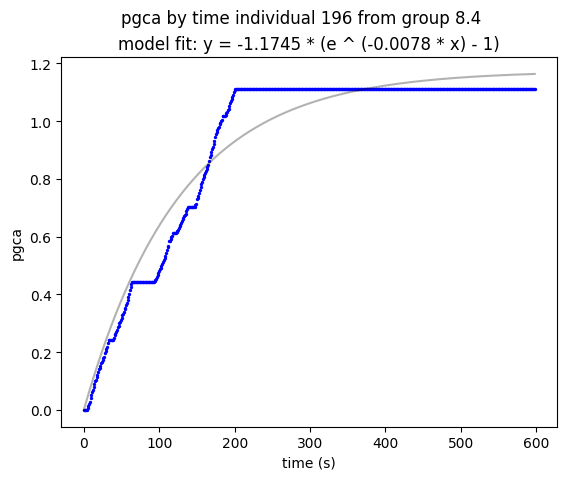 pgca by time individual 196 from group 8.4
model fit: y = -1.1745 * (e ^ (-0.0078 * x) - 1)
1.2
1.0
0.8
0.6
0.4
0.2
0.0
pgca
0 100 200 300 400 500 600
time (s)